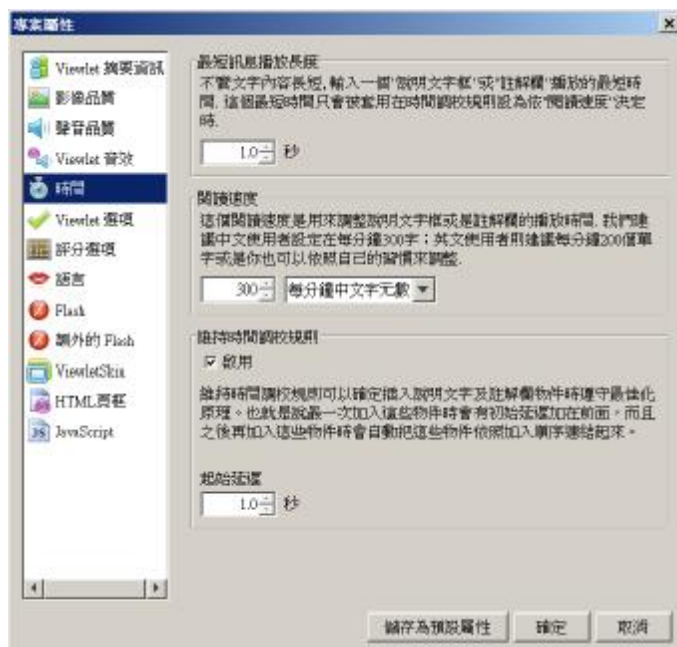 專案屬性
Viewlet 摘要資訊
影像品質
聲音品質
Viewlet 音效
時間
Viewlet 選項
評分選項
語言
Flash
額外的 Flash
ViewletSkin
HTML頁框
JavaScript
最短訊息播放長度
不管文字內容長短, 輸入一個"說明文字框"或"註解欄"播放的最短時
間. 這個最短時間只會被套用在時間調校規則設為依"閱讀速度"決定
時.
1.0 秒
閱讀速度
這個閱讀速度是用來調整說明文字框或是註解欄的播放時間. 我們建
議中文使用者設定在每分鐘300字；英文使用者則建議每分鐘200個單
字或是你也可以依照自己的習慣來調整.
300 每分鐘中文字元數
維持時間調校規則
啟用
維持時間調校規則可以確定插入說明文字及註解欄物件時遵守最佳化
原理。也就是說最一次加入這些物件時會有初始延遲加在前面，而且
之後再加入這些物件時會自動把這些物件依照加入順序連結起來。
起始延遲
1.0 秒
儲存為預設屬性 確定 取消